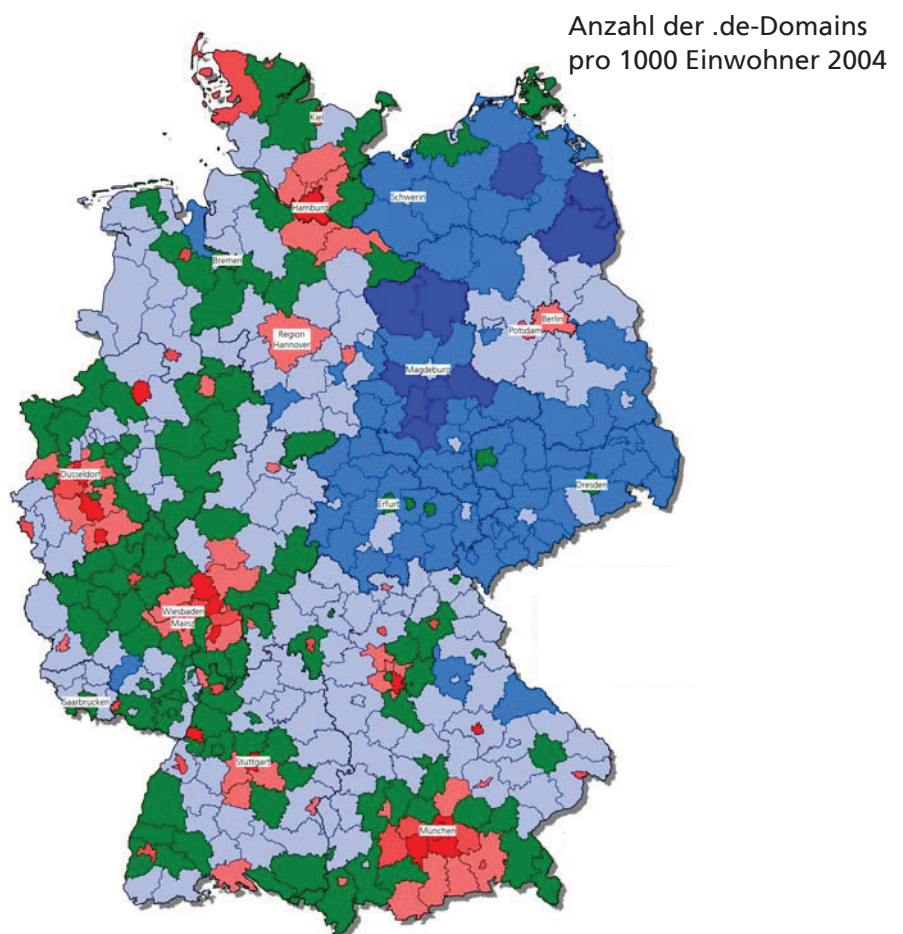 Anzahl der .de-Domains
pro 1000 Einwohner 2004
Kiel
Schwerin
Hamburg
Bremen
Berlin
Potsdam
Region
Hannover
Magdeburg
Düsseldorf
Dresden
Erfurt
Wiesbaden
Mainz
Saarbrücken
Stuttgart
München